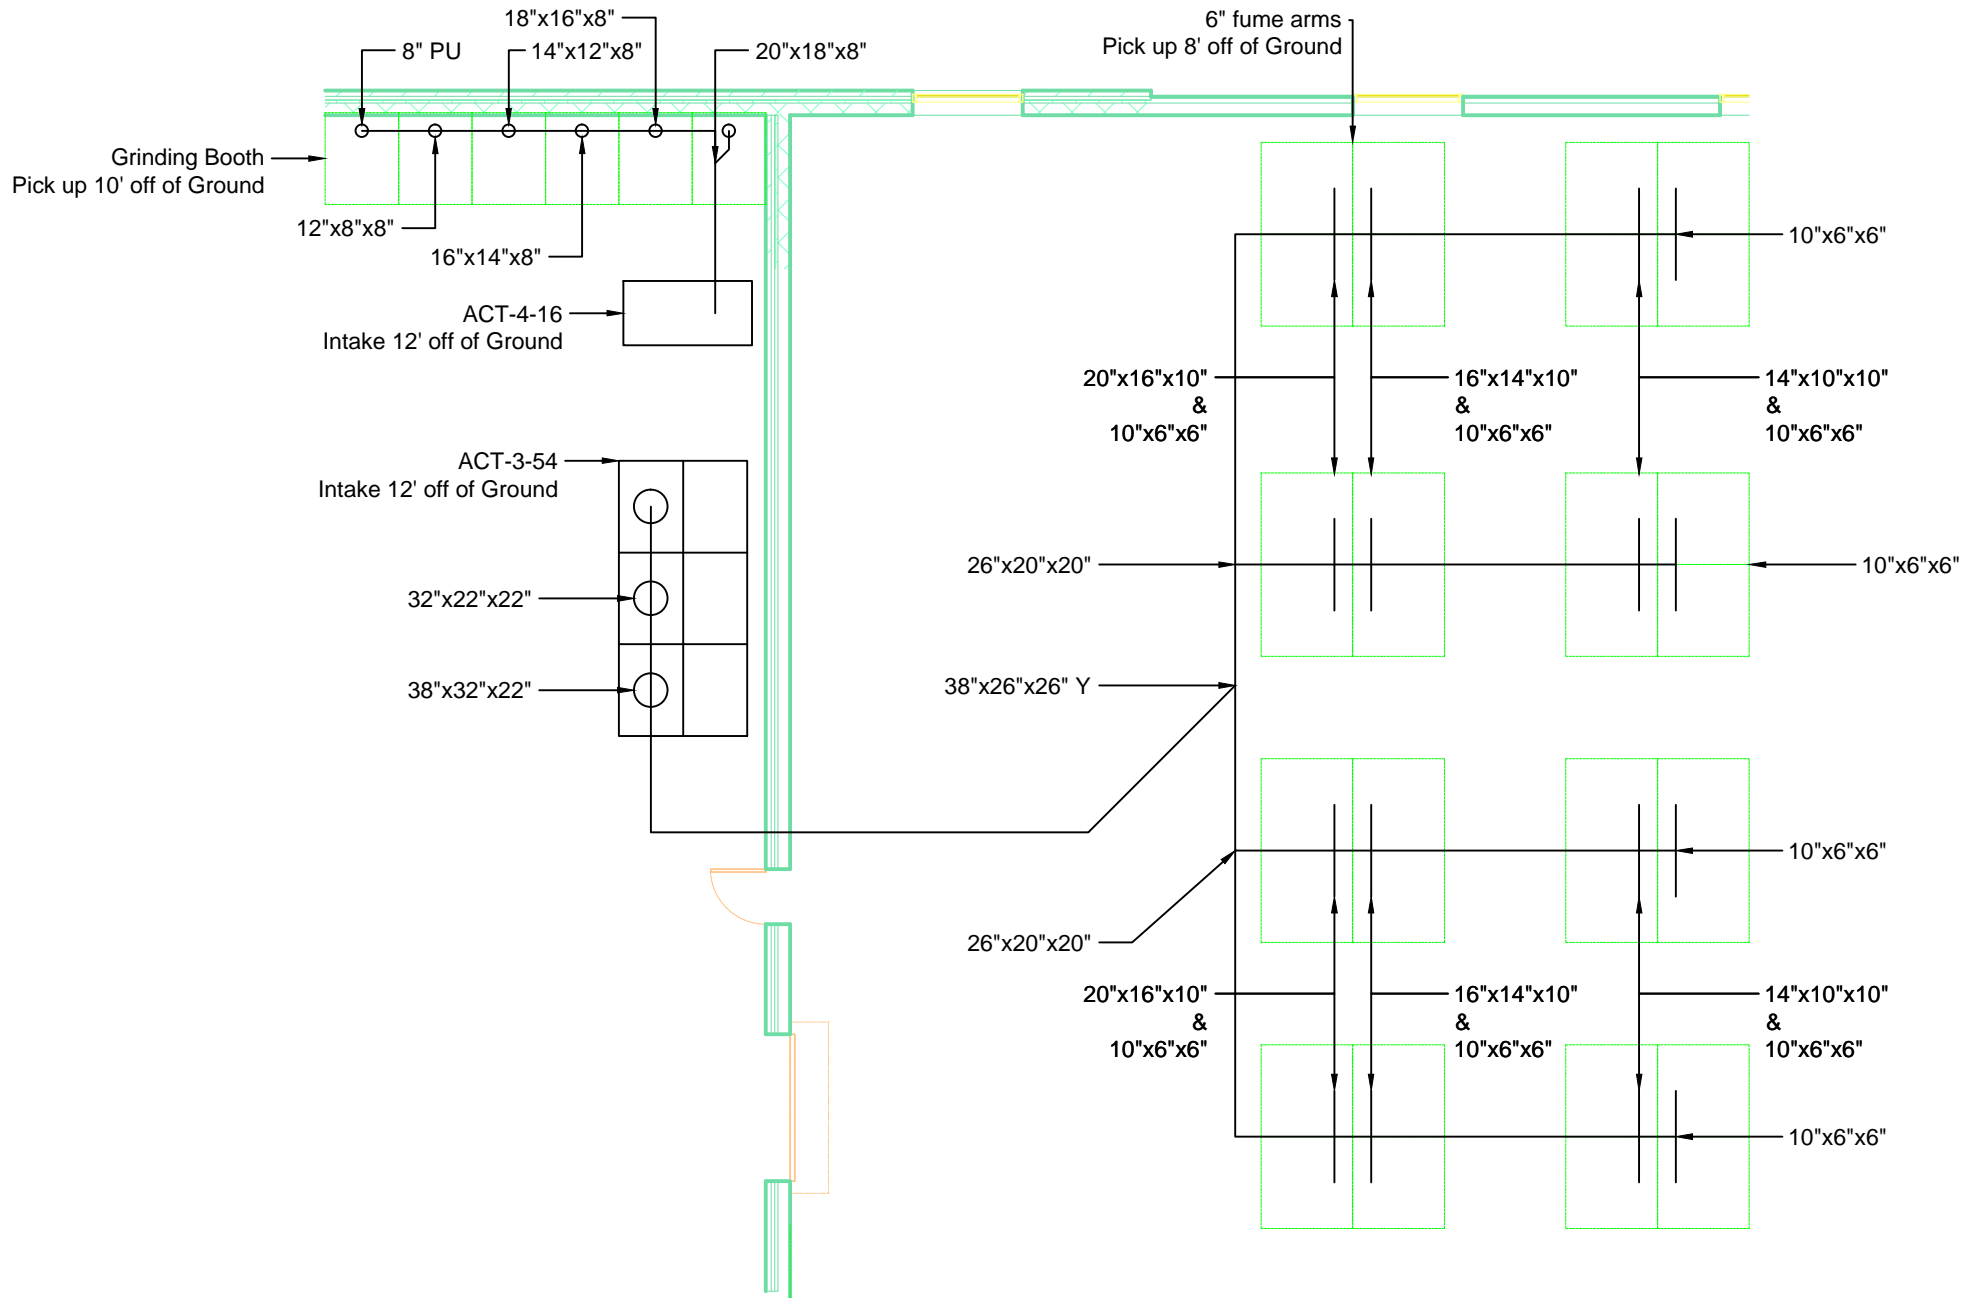 18"x16"x8"
8" PU
14"x12"x8"
20"x18"x8"
6" fume arms
Pick up 8' off of Ground
Grinding Booth
Pick up 10' off of Ground
12"x8"x8"
16"x14"x8"
10"x6"x6"
ACT-4-16
Intake 12' off of Ground
20"x16"x10"
&
10"x6"x6"
16"x14"x10"
&
10"x6"x6"
14"x10"x10"
&
10"x6"x6"
ACT-3-54
Intake 12' off of Ground
26"x20"x20"
10"x6"x6"
32"x22"x22"
38"x32"x22"
38"x26"x26" Y
10"x6"x6"
26"x20"x20"
20"x16"x10"
&
10"x6"x6"
16"x14"x10"
&
10"x6"x6"
14"x10"x10"
&
10"x6"x6"
10"x6"x6"